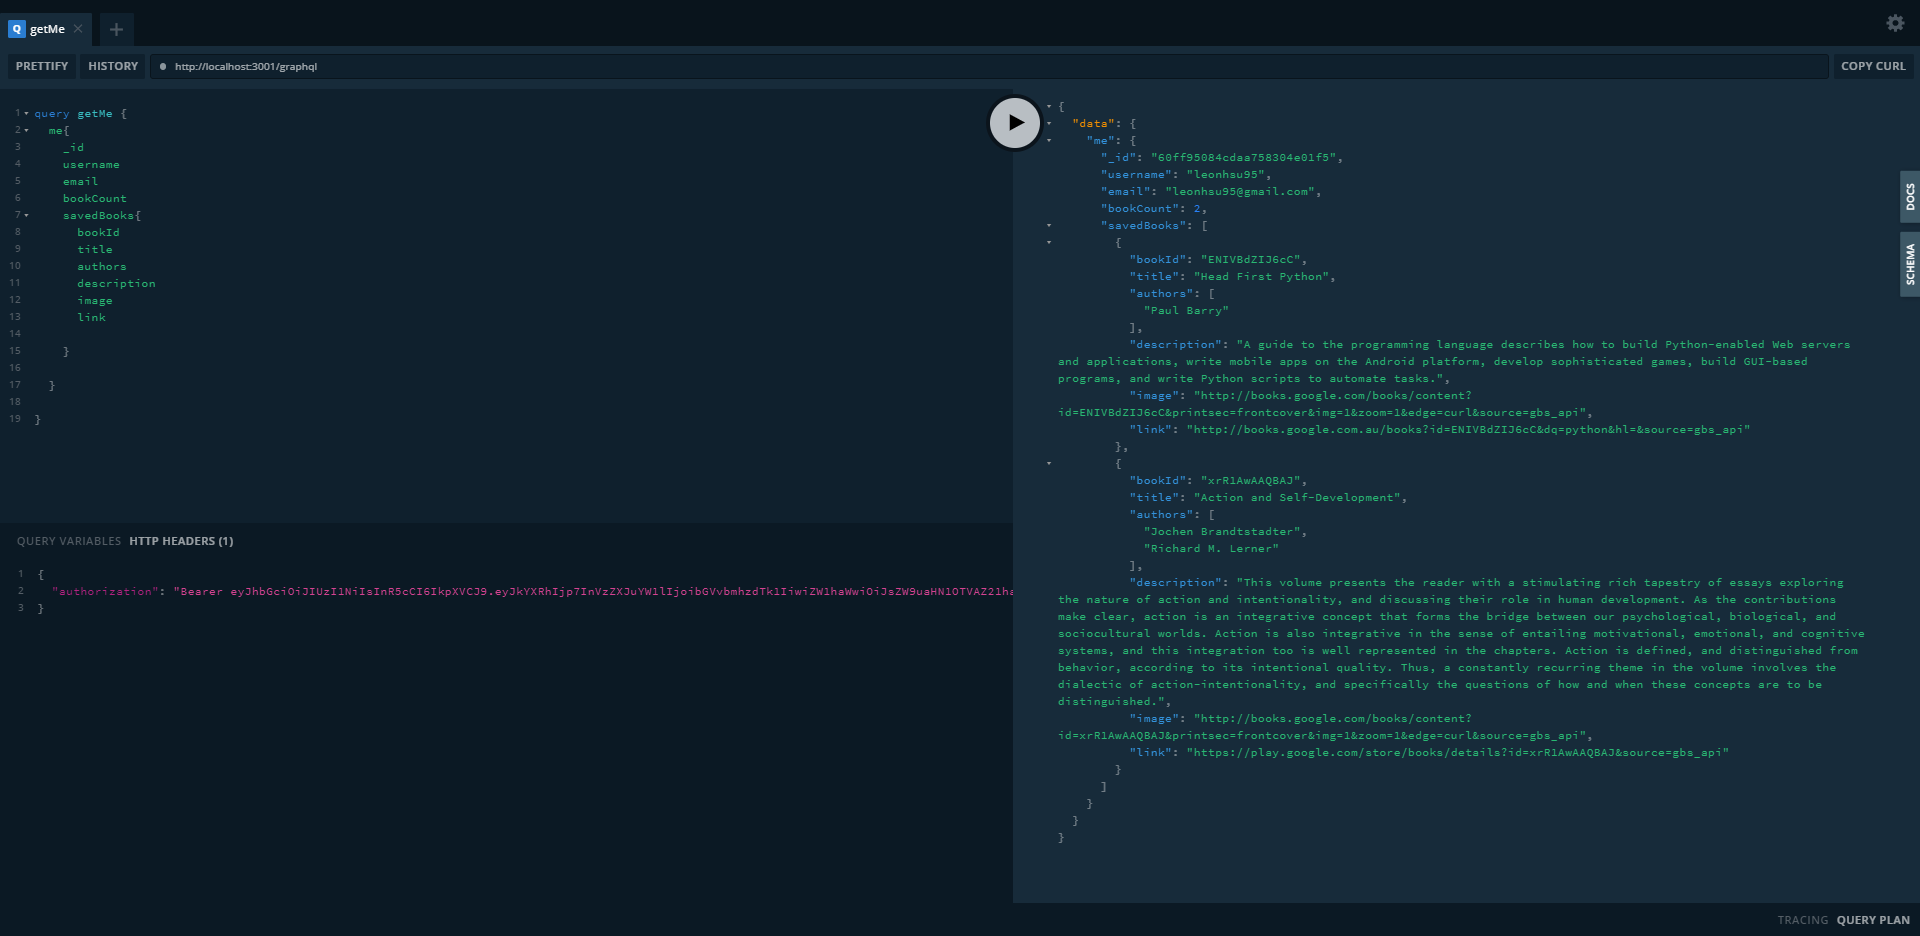 Q getMe
PRETTIFY HISTORY http://localhost:3001/graphql COPY CURL
1 query getMe {
2 me{
3 _id
4 username
5 email
6 bookCount
7 savedBooks{
8 bookId
9 title
10 authors
11 description
12 image
13 link
14
15 }
16
17 }
18
19 }
QUERY VARIABLES HTTP HEADERS (1)
1 {
2 "authorization": "Bearer eyJhbGciOiJIUzI1NiIsInR5cCI6IkpXVCJ9.eyJkYXRhIjp7InVzZXJuYW1lIjoibGVvbmhzdTk1IiwiZW1haWwiOiJsZW9uaHN1OTVAZ21ha
3 }
{
"data": {
"me": {
"_id": "60ff95084cdaa758304e01f5",
"username": "leonhsu95",
"email": "leonhsu95@gmail.com",
"bookCount": 2,
"savedBooks": [
{
"bookId": "ENIVBdZIJ6cC",
"title": "Head First Python",
"authors": [
"Paul Barry"
],
"description": "A guide to the programming language describes how to build Python-enabled Web servers
and applications, write mobile apps on the Android platform, develop sophisticated games, build GUI-based
programs, and write Python scripts to automate tasks.",
"image": "http://books.google.com/books/content?
id=ENIVBdZIJ6cC&printsec=frontcover&img=1&zoom=1&edge=curl&source=gbs_api",
"link": "http://books.google.com.au/books?id=ENIVBdZIJ6cC&dq=python&hl=&source=gbs_api"
},
{
"bookId": "xrRlAwAAQBAJ",
"title": "Action and Self-Development",
"authors": [
"Jochen Brandtstadter",
"Richard M. Lerner"
],
"description": "This volume presents the reader with a stimulating rich tapestry of essays exploring
the nature of action and intentionality, and discussing their role in human development. As the contributions
make clear, action is an integrative concept that forms the bridge between our psychological, biological, and
sociocultural worlds. Action is also integrative in the sense of entailing motivational, emotional, and cognitive
systems, and this integration too is well represented in the chapters. Action is defined, and distinguished from
behavior, according to its intentional quality. Thus, a constantly recurring theme in the volume involves the
dialectic of action-intentionality, and specifically the questions of how and when these concepts are to be
distinguished.",
"image": "http://books.google.com/books/content?
id=xrRlAwAAQBAJ&printsec=frontcover&img=1&zoom=1&edge=curl&source=gbs_api",
"link": "https://play.google.com/store/books/details?id=xrRlAwAAQBAJ&source=gbs_api"
}
]
}
}
}
DOCS
SCHEMA
TRACING QUERY PLAN